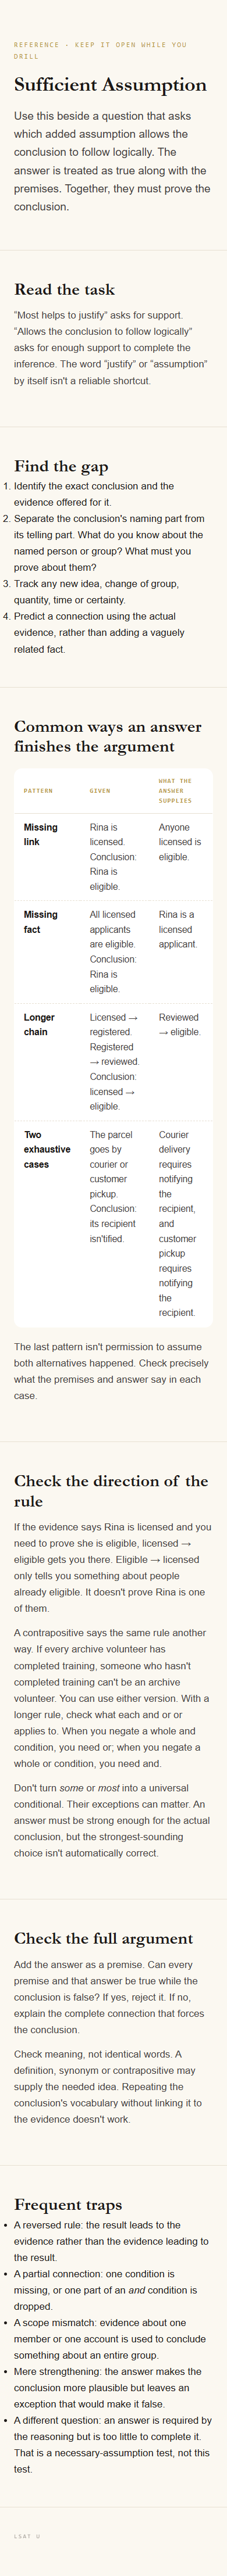 REFERENCE · KEEP IT OPEN WHILE YOU
DRILL
Sufficient Assumption
Use this beside a question that asks
which added assumption allows the
conclusion to follow logically. The
answer is treated as true along with the
premises. Together, they must prove the
conclusion.
Read the task
“Most helps to justify” asks for support.
“Allows the conclusion to follow logically”
asks for enough support to complete the
inference. The word “justify” or “assumption”
by itself isn't a reliable shortcut.
Find the gap
1. Identify the exact conclusion and the
evidence offered for it.
2. Separate the conclusion's naming part from
its telling part. What do you know about the
named person or group? What must you
prove about them?
3. Track any new idea, change of group,
quantity, time or certainty.
4. Predict a connection using the actual
evidence, rather than adding a vaguely
related fact.
Common ways an answer
finishes the argument
PATTERN GIVEN WHAT THE
ANSWER
SUPPLIES
Missing
link
Rina is
licensed.
Conclusion:
Rina is
eligible.
Anyone
licensed is
eligible.
Missing
fact
All licensed
applicants
are eligible.
Conclusion:
Rina is
eligible.
Rina is a
licensed
applicant.
Longer
chain
Licensed →
registered.
Registered
→ reviewed.
Conclusion:
licensed →
eligible.
Reviewed
→ eligible.
Two
exhaustive
cases
The parcel
goes by
courier or
customer
pickup.
Conclusion:
its recipient
isn'tified.
Courier
delivery
requires
notifying
the
recipient,
and
customer
pickup
requires
notifying
the
recipient.
The last pattern isn't permission to assume
both alternatives happened. Check precisely
what the premises and answer say in each
case.
Check the direction of the
rule
If the evidence says Rina is licensed and you
need to prove she is eligible, licensed →
eligible gets you there. Eligible → licensed
only tells you something about people
already eligible. It doesn't prove Rina is one
of them.
A contrapositive says the same rule another
way. If every archive volunteer has
completed training, someone who hasn't
completed training can't be an archive
volunteer. You can use either version. With a
longer rule, check what each and or or
applies to. When you negate a whole and
condition, you need or; when you negate a
whole or condition, you need and.
Don't turn some or most into a universal
conditional. Their exceptions can matter. An
answer must be strong enough for the actual
conclusion, but the strongest-sounding
choice isn't automatically correct.
Check the full argument
Add the answer as a premise. Can every
premise and that answer be true while the
conclusion is false? If yes, reject it. If no,
explain the complete connection that forces
the conclusion.
Check meaning, not identical words. A
definition, synonym or contrapositive may
supply the needed idea. Repeating the
conclusion's vocabulary without linking it to
the evidence doesn't work.
Frequent traps
• A reversed rule: the result leads to the
evidence rather than the evidence leading to
the result.
• A partial connection: one condition is
missing, or one part of an and condition is
dropped.
• A scope mismatch: evidence about one
member or one account is used to conclude
something about an entire group.
• Mere strengthening: the answer makes the
conclusion more plausible but leaves an
exception that would make it false.
• A different question: an answer is required by
the reasoning but is too little to complete it.
That is a necessary-assumption test, not this
test.
LSAT U